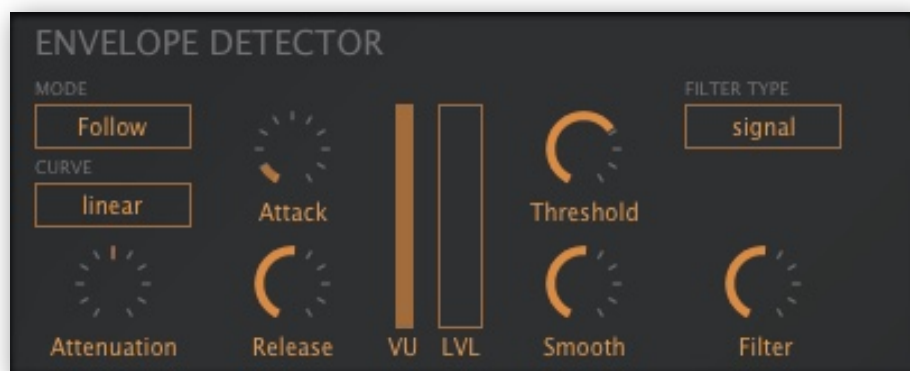 ENVELOPE DETECTOR
MODE
Follow
FILTER TYPE
signal
CURVE
linear
Attack
Threshold
Attenuation
Release
VU
LVL
Smooth
Filter